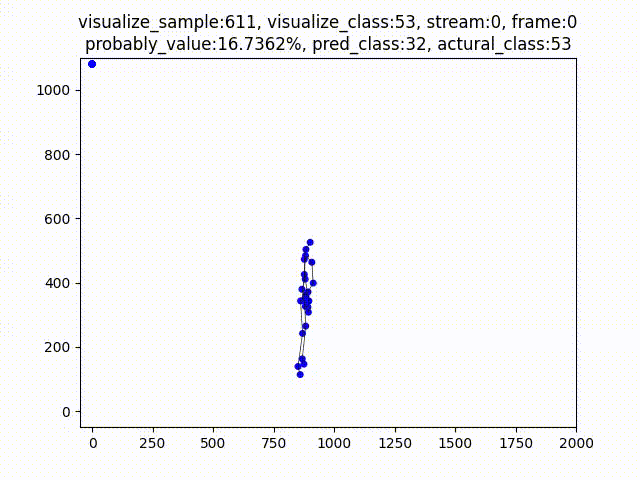 visualize_sample:611, visualize_class:53, stream:0, frame:0
probably_value:16.7362%, pred_class:32, actural_class:53
1000
800
600
400
200
0
0 250 500 750 1000 1250 1500 1750 2000